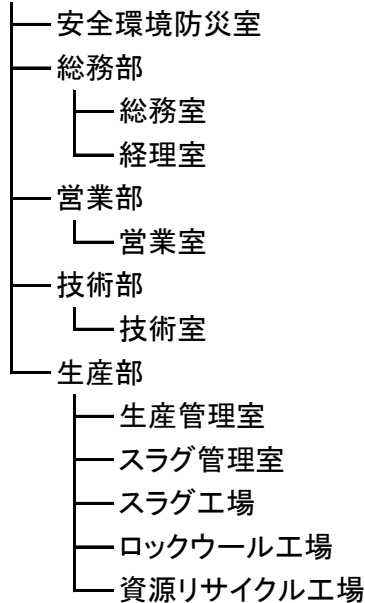 安全環境防災室
総務部
総務室
経理室
営業部
営業室
技術部
技術室
生産部
生産管理室
スラグ管理室
スラグ工場
ロックウール工場
資源リサイクル工場